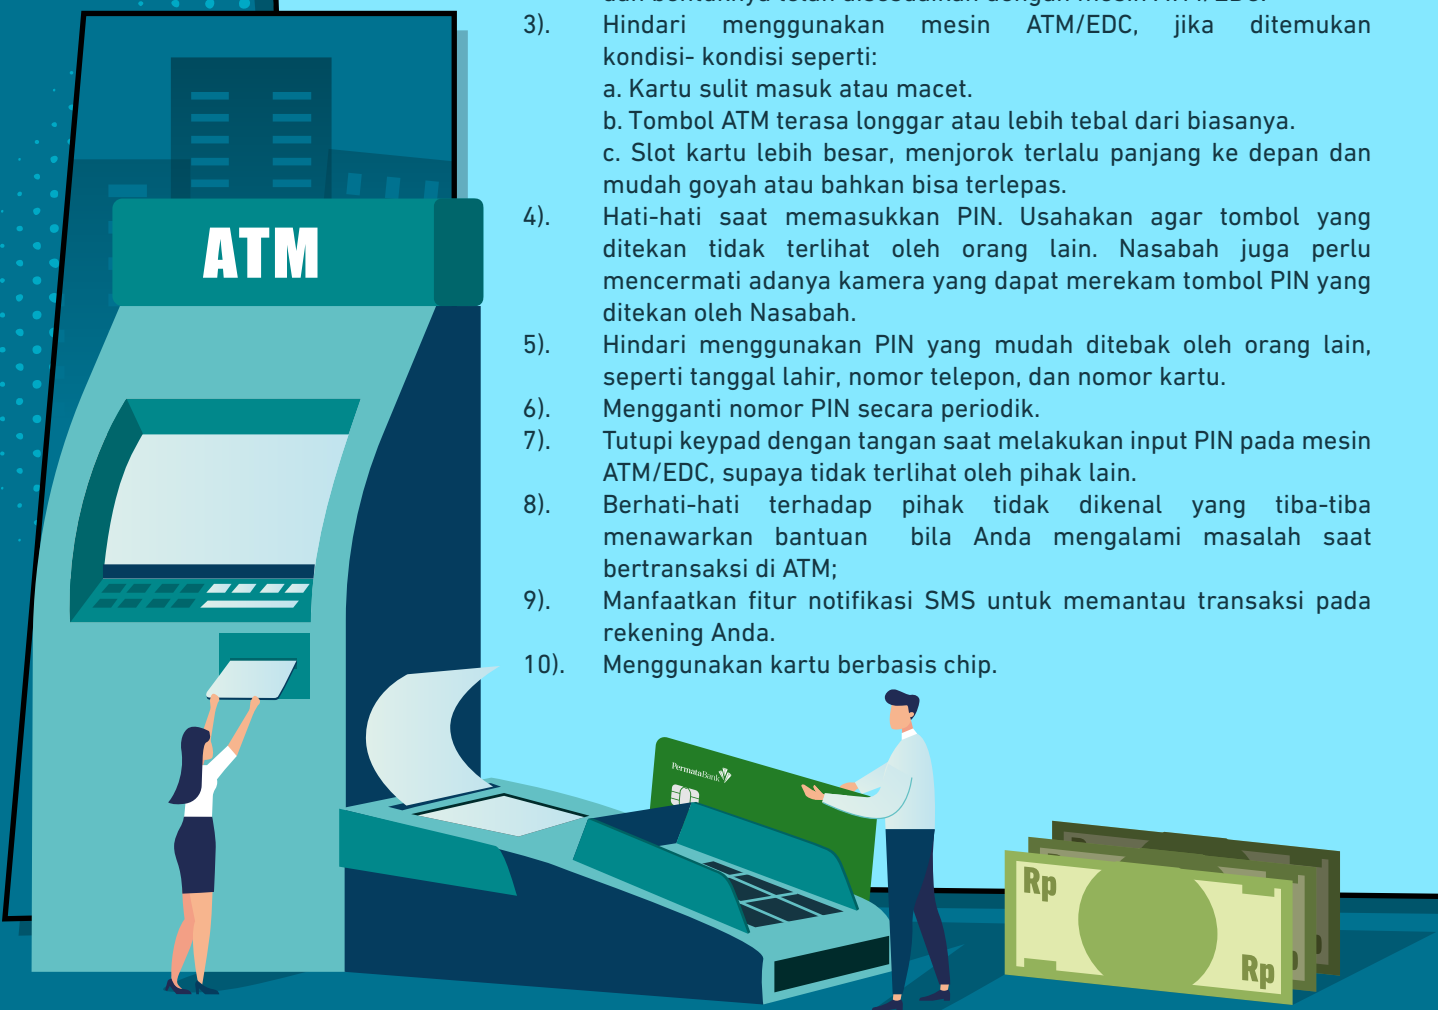 3). Hindari menggunakan mesin ATM/EDC, jika ditemukan
kondisi- kondisi seperti:
a. Kartu sulit masuk atau macet.
b. Tombol ATM terasa longgar atau lebih tebal dari biasanya.
c. Slot kartu lebih besar, menjorok terlalu panjang ke depan dan
mudah goyah atau bahkan bisa terlepas.
4). Hati-hati saat memasukkan PIN. Usahakan agar tombol yang
ditekan tidak terlihat oleh orang lain. Nasabah juga perlu
mencermati adanya kamera yang dapat merekam tombol PIN yang
ditekan oleh Nasabah.
5). Hindari menggunakan PIN yang mudah ditebak oleh orang lain,
seperti tanggal lahir, nomor telepon, dan nomor kartu.
6). Mengganti nomor PIN secara periodik.
7). Tutupi keypad dengan tangan saat melakukan input PIN pada mesin
ATM/EDC, supaya tidak terlihat oleh pihak lain.
8). Berhati-hati terhadap pihak tidak dikenal yang tiba-tiba
menawarkan bantuan bila Anda mengalami masalah saat
bertransaksi di ATM;
9). Manfaatkan fitur notifikasi SMS untuk memantau transaksi pada
rekening Anda.
10). Menggunakan kartu berbasis chip.
ATM
PermataBank
Rp
Rp